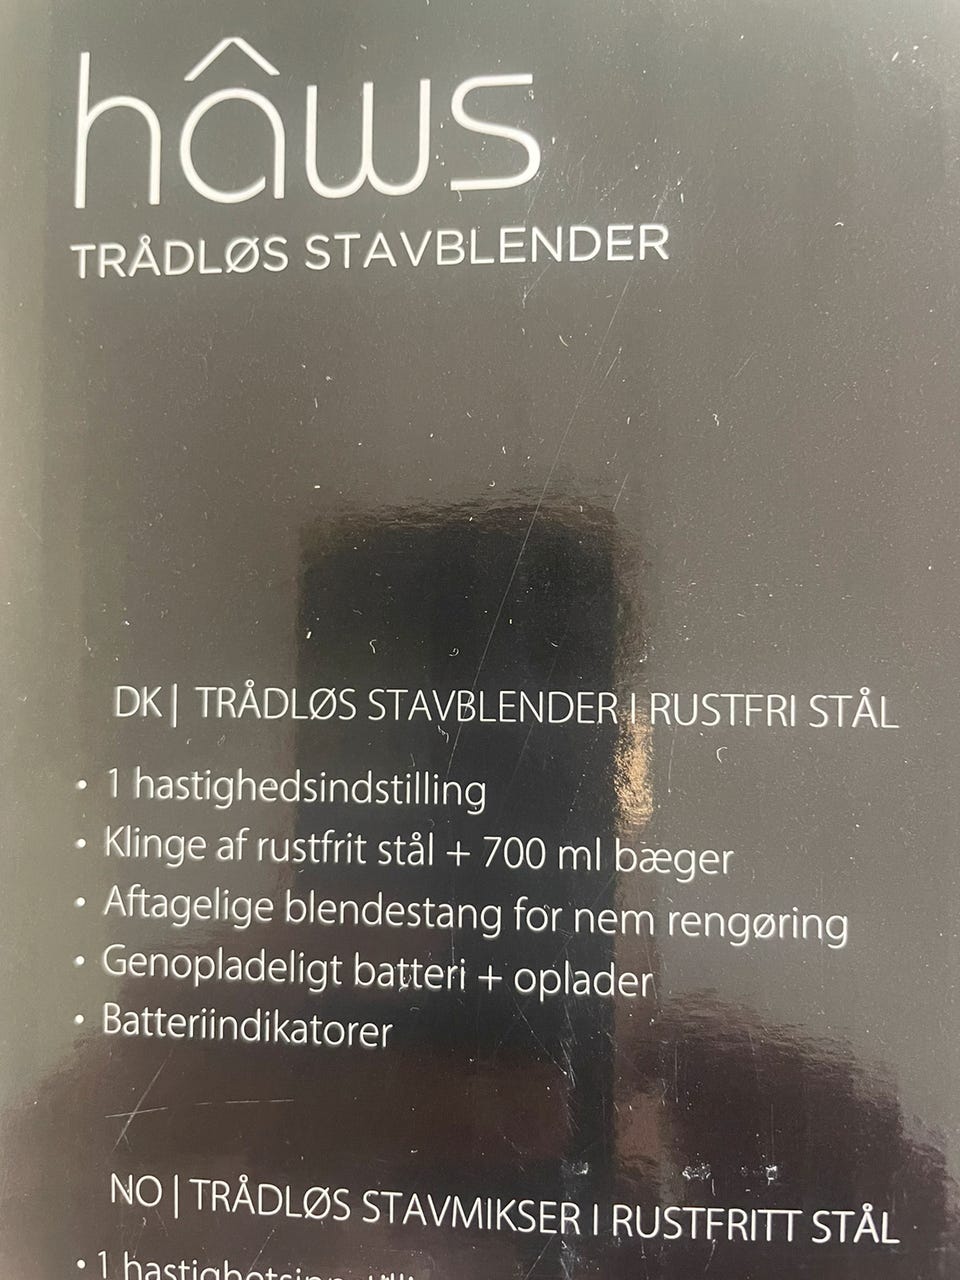 hâws
TRÅDLØS STAVBLENDER
DK| TRÅDLØS STAVBLENDER I RUSTFRI STÅL
• 1 hastighedsindstilling
• Klinge af rustfrit stål + 700 ml bæger
• Aftagelige blendestang for nem rengøring
• Genopladeligt batteri + oplader
• Batteriindikatorer
NO | TRÅDLØS STAVMIKSER I RUSTFRITT STÅL
• 1